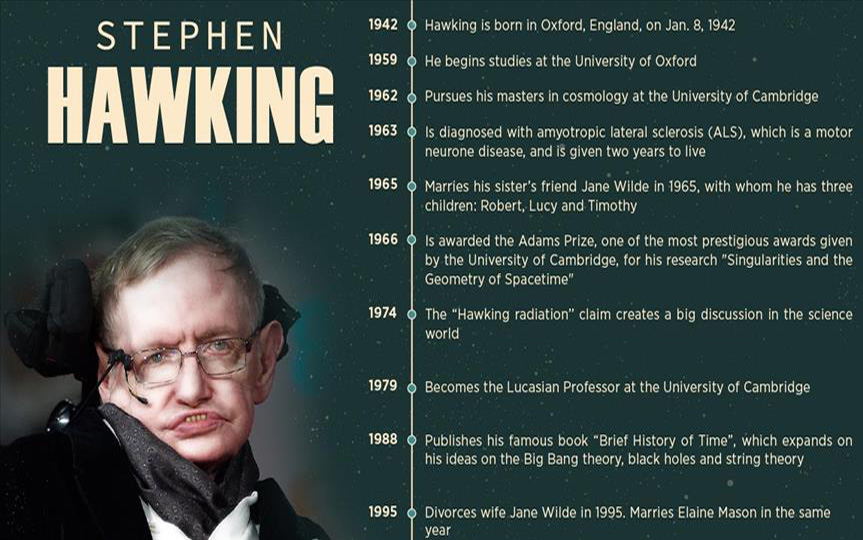 STEPHEN
HAWKING
1942 Hawking is born in Oxford, England, on Jan. 8, 1942
1959 He begins studies at the University of Oxford
1962 Pursues his masters in cosmology at the University of Cambridge
1963 Is diagnosed with amyotropic lateral sclerosis (ALS), which is a motor
neurone disease, and is given two years to live
1965 Marries his sister's friend Jane Wilde in 1965, with whom he has three
children: Robert, Lucy and Timothy
1966 Is awarded the Adams Prize, one of the most prestigious awards given
by the University of Cambridge, for his research "Singularities and the
Geometry of Spacetime"
1974 The “Hawking radiation” claim creates a big discussion in the science
world
1979 Becomes the Lucasian Professor at the University of Cambridge
1988 Publishes his famous book “Brief History of Time”, which expands on
his ideas on the Big Bang theory, black holes and string theory
1995 Divorces wife Jane Wilde in 1995. Marries Elaine Mason in the same
year